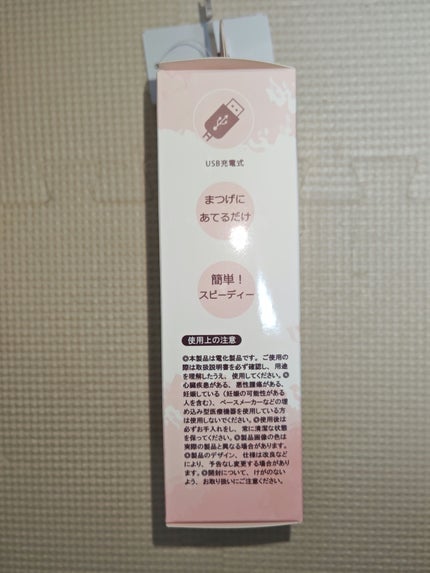 USB充電式
まつげに
あてるだけ
簡単！
スピーディー
使用上の注意
◎本製品は電化製品です。ご使用の
際は取扱説明書を必ず確認し、用途
を理解したうえ、使用してください。◎
心臓疾患がある、悪性腫瘍がある、
妊娠している（妊娠の可能性がある
人を含む）、ペースメーカーなどの埋
め込み型医療機器を使用している方
は使用しないでください。◎使用後は
必ずお手入れをし、常に清潔な状態
を保ってください。◎製品画像の色は
実際の製品と異なる場合があります。
◎製品のデザイン、仕様は改良など
により、予告なし変更する場合があり
ます。◎開封について、けがのない
よう、お取り扱いにご注意ください。